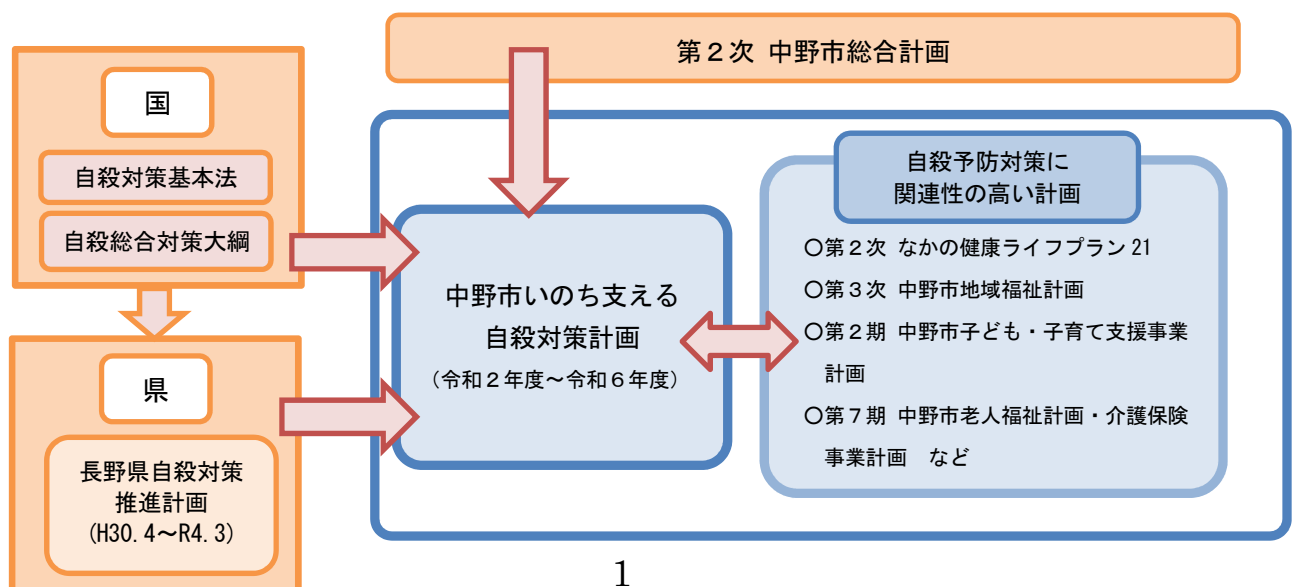 第２次 中野市総合計画
国
自殺対策基本法
自殺総合対策大綱
県
長野県自殺対策
推進計画
(H30.4～R4.3)
中野市いのち支える
自殺対策計画
（令和２年度～令和６年度）
自殺予防対策に
関連性の高い計画
〇第２次 なかの健康ライフプラン 21
〇第３次 中野市地域福祉計画
〇第２期 中野市子ども・子育て支援事業
計画
〇第７期 中野市老人福祉計画・介護保険
事業計画　など
1